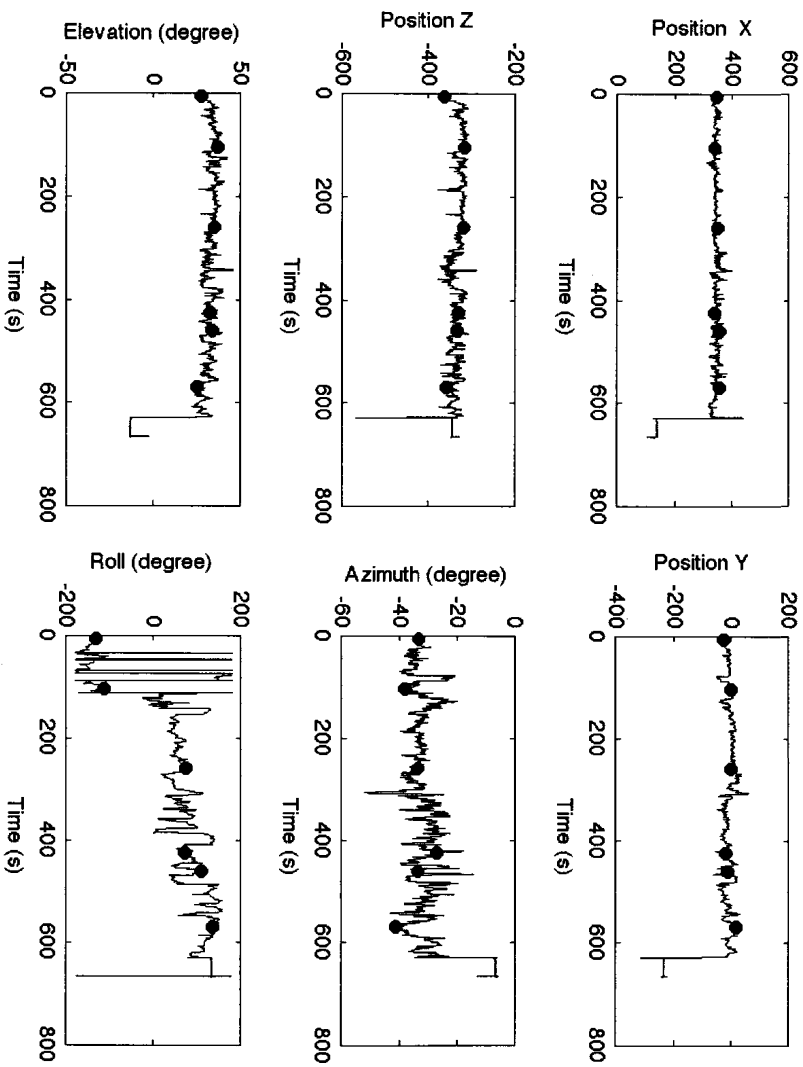 Position X
600
400
200
0
0 200 400 600 800
Time (s)
Position Y
200
0
-200
-400
0 200 400 600 800
Time (s)
Position Z
-200
-400
-600
0 200 400 600 800
Time (s)
Azimuth (degree)
0
-20
-40
-60
0 200 400 600 800
Time (s)
Elevation (degree)
50
0
-50
0 200 400 600 800
Time (s)
Roll (degree)
200
0
-200
0 200 400 600 800
Time (s)